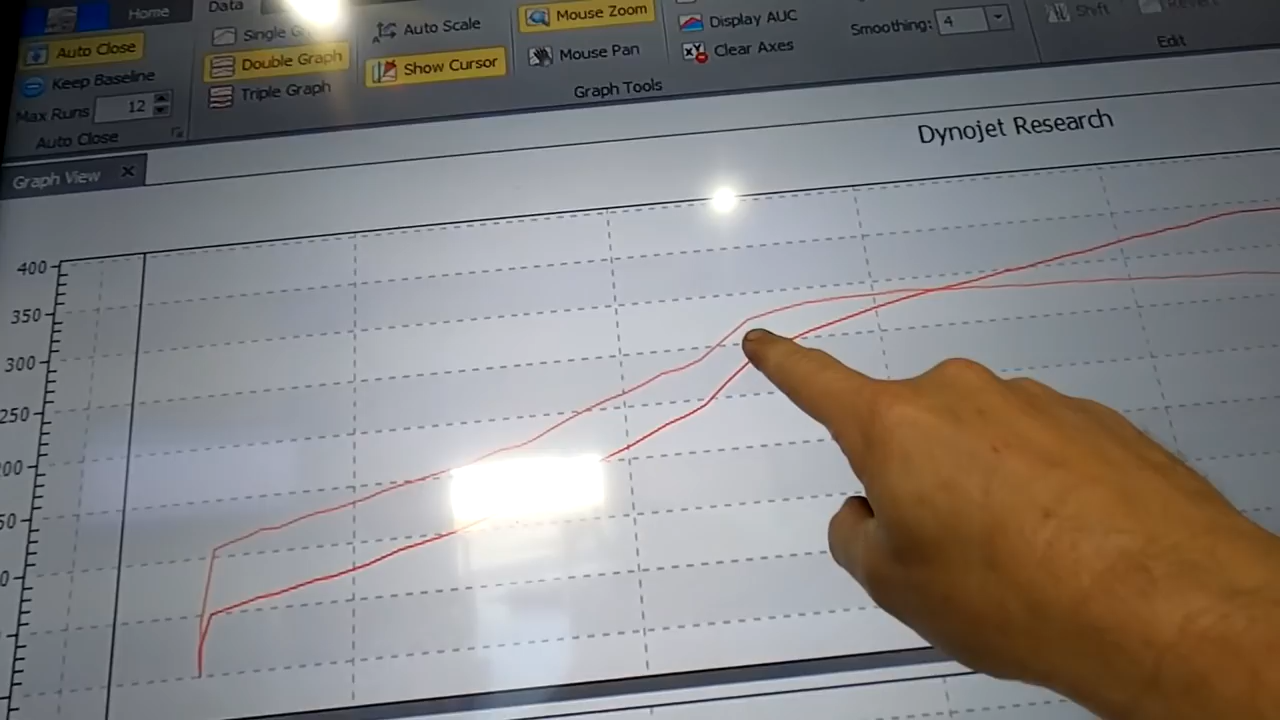 Home
Data
Auto Close
Keep Baseline
Max Runs 12
Auto Close
Single
Double Graph
Triple Graph
Auto Scale
Show Cursor
Mouse Zoom
Mouse Pan
Display AUC
Clear Axes
Graph Tools
Smoothing: 4
Shift
Revert
Edit
Graph View
Dynojet Research
400
350
300
250